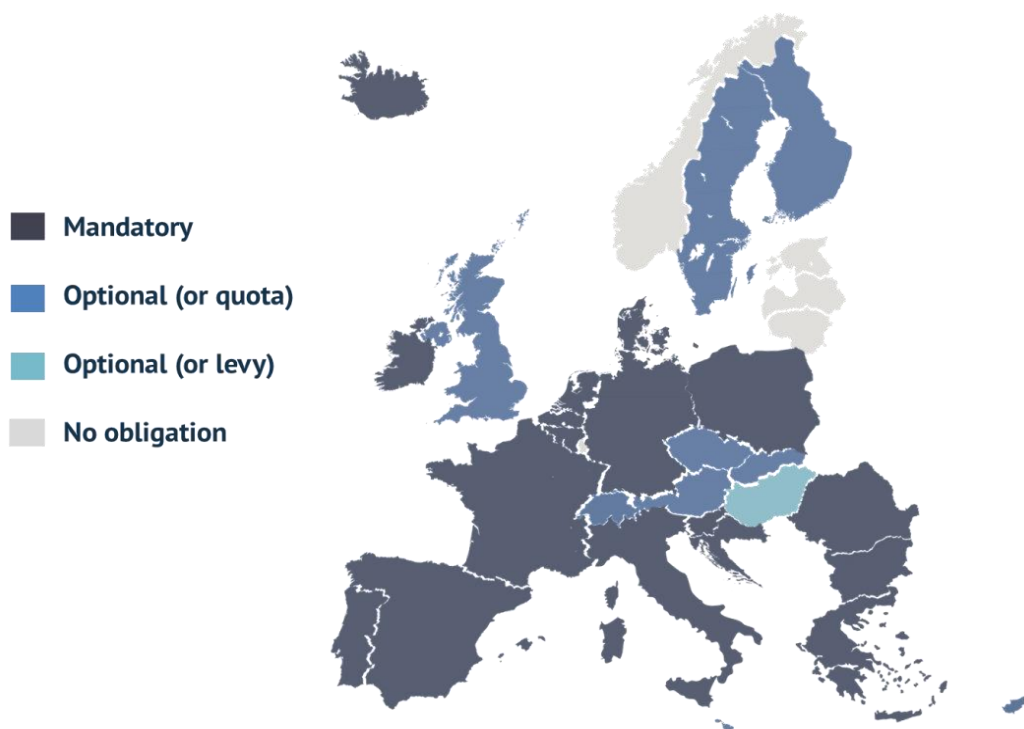 Mandatory
Optional (or quota)
Optional (or levy)
No obligation